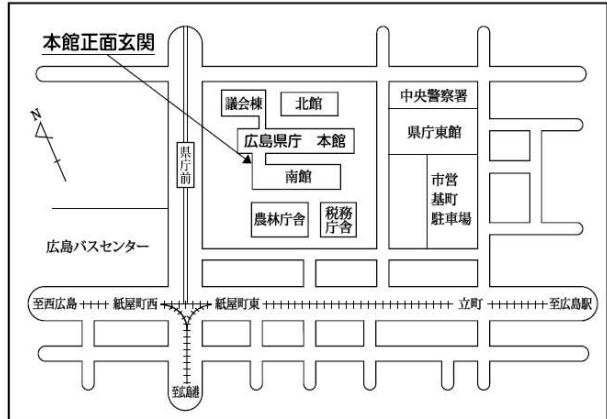 本館正面玄関
N
議会棟
北館
中央警察署
広島県庁 本館
県庁東館
県庁前
南館
農林庁舎
税務
庁舎
市営
基町
駐車場
広島バスセンター
至西広島
紙屋町西
紙屋町東
立町
至広島駅
至広島港